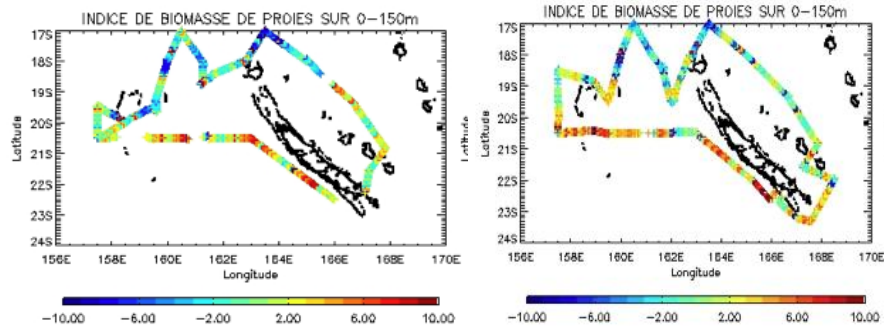 INDICE DE BIOMASSE DE PROIES SUR 0-150m
17S
18S
19S
20S
21S
22S
23S
24S
Latitude
156E 158E 160E 162E 164E 166E 168E 170E
Longitude
-10.00 -6.00 -2.00 2.00 6.00 10.00
INDICE DE BIOMASSE DE PROIES SUR 0-150m
17S
18S
19S
20S
21S
22S
23S
24S
Latitude
156E 158E 160E 162E 164E 166E 168E 170E
Longitude
-10.00 -6.00 -2.00 2.00 6.00 10.00